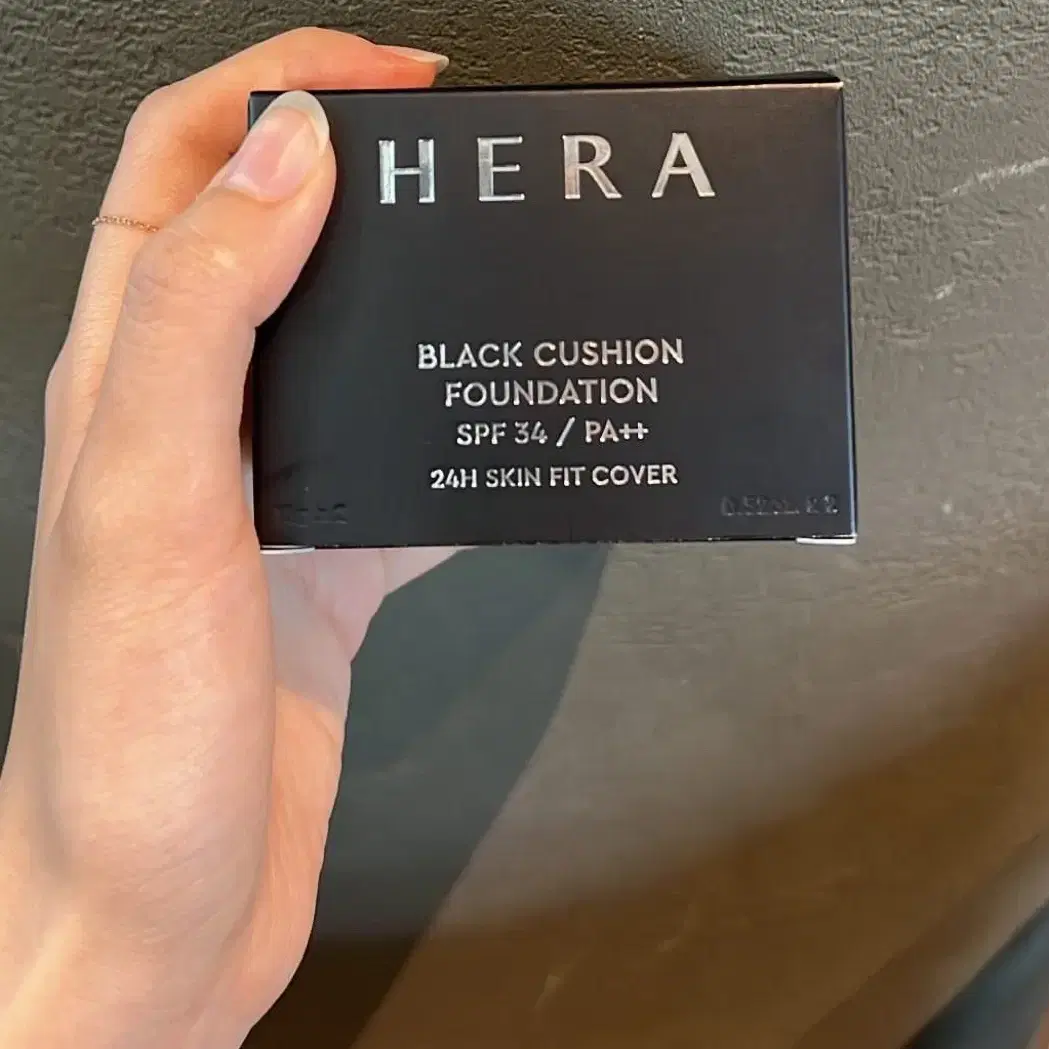 HERA
BLACK CUSHION
FOUNDATION
SPF 34 / PA++
24H SKIN FIT COVER